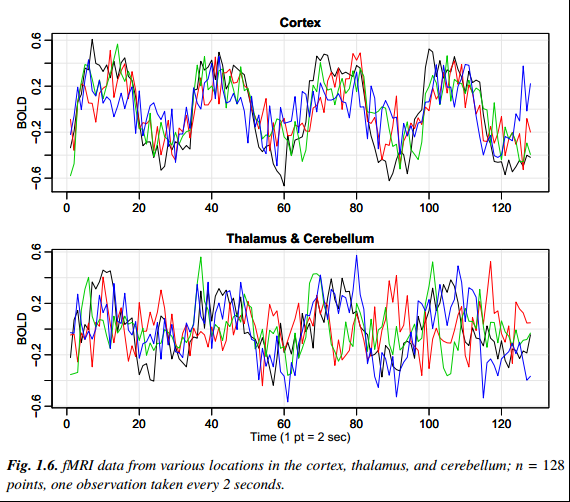 Cortex
0.6
0.2
−0.2
−0.6
BOLD
0 20 40 60 80 100 120
Thalamus & Cerebellum
0.6
0.2
−0.2
−0.6
BOLD
0 20 40 60 80 100 120
Time (1 pt = 2 sec)
Fig. 1.6. fMRI data from various locations in the cortex, thalamus, and cerebellum; n = 128
points, one observation taken every 2 seconds.